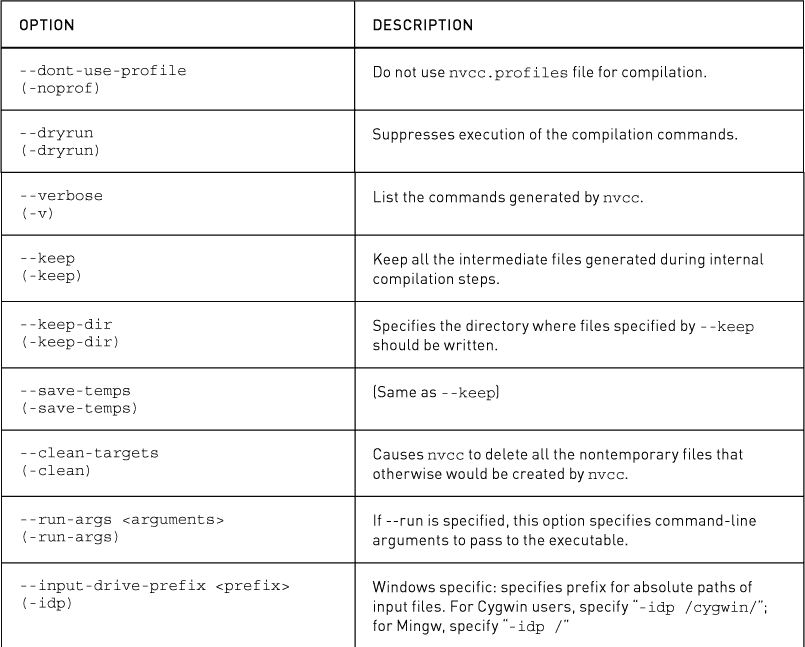 OPTION DESCRIPTION
--dont-use-profile Do not use nvcc.profiles file for compilation.
(-noprof)
--dryrun Suppresses execution of the compilation commands.
(-dryrun)
--verbose List the commands generated by nvcc.
(-v)
--keep Keep all the intermediate files generated during internal
(-keep) compilation steps.
--keep-dir Specifies the directory where files specified by --keep
(-keep-dir) should be written.
--save-temps (Same as --keep)
(-save-temps)
--clean-targets Causes nvcc to delete all the nontemporary files that
(-clean) otherwise would be created by nvcc.
--run-args <arguments> If --run is specified, this option specifies command-line
(-run-args) arguments to pass to the executable.
--input-drive-prefix <prefix> Windows specific: specifies prefix for absolute paths of
(-idp) input files. For Cygwin users, specify “-idp /cygwin/”;
for Mingw, specify “-idp /”